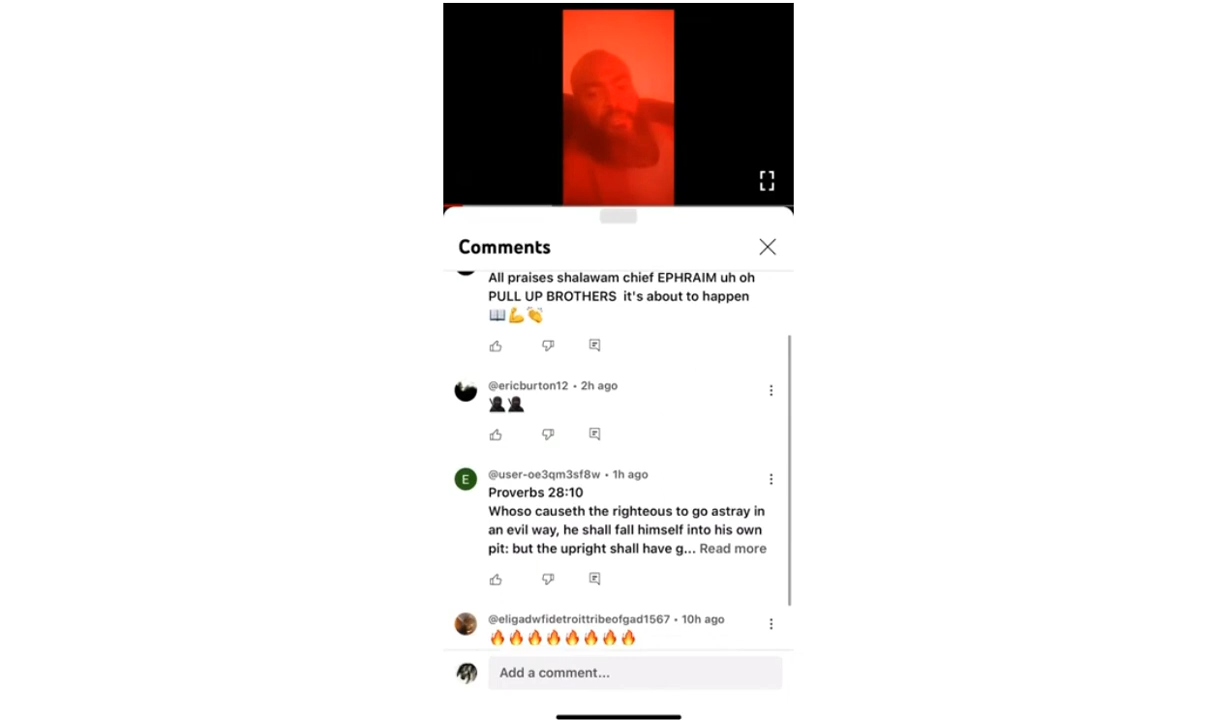 Comments
All praises shalawam chief EPHRAIM uh oh
PULL UP BROTHERS it's about to happen
📖💪👏
@ericburton12 • 2h ago
🥷🥷
E
@user-oe3qm3sf8w • 1h ago
Proverbs 28:10
Whoso causeth the righteous to go astray in
an evil way, he shall fall himself into his own
pit: but the upright shall have g... Read more
@eligadwfidetroittribeofgad1567 • 10h ago
🔥🔥🔥🔥🔥🔥🔥🔥
Add a comment...